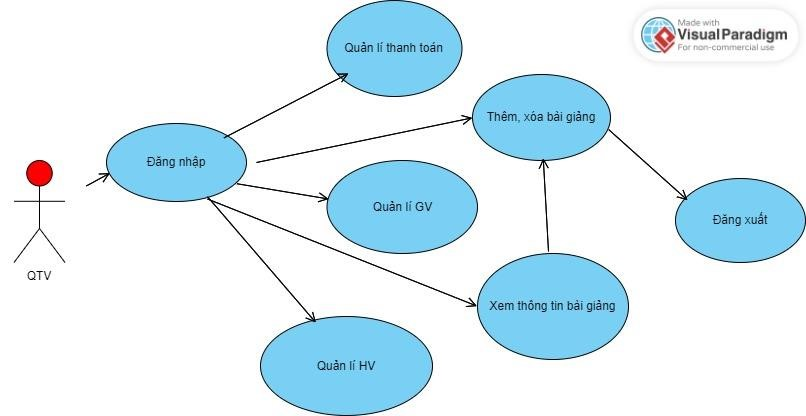 Made with
Visual Paradigm
For non-commercial use
Quản lí thanh toán
Thêm, xóa bài giảng
Đăng nhập
Quản lí GV
Đăng xuất
QTV
Xem thông tin bài giảng
Quản lí HV